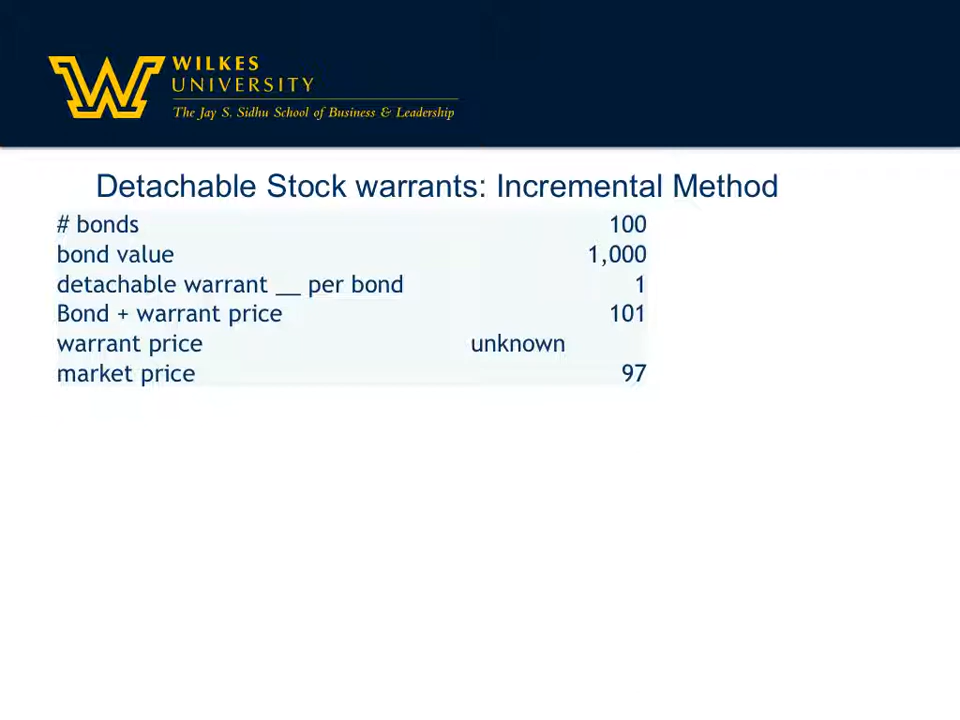 WILKES
UNIVERSITY
The Jay S. Sidhu School of Business & Leadership
Detachable Stock warrants: Incremental Method
# bonds 100
bond value 1,000
detachable warrant __ per bond 1
Bond + warrant price 101
warrant price unknown
market price 97